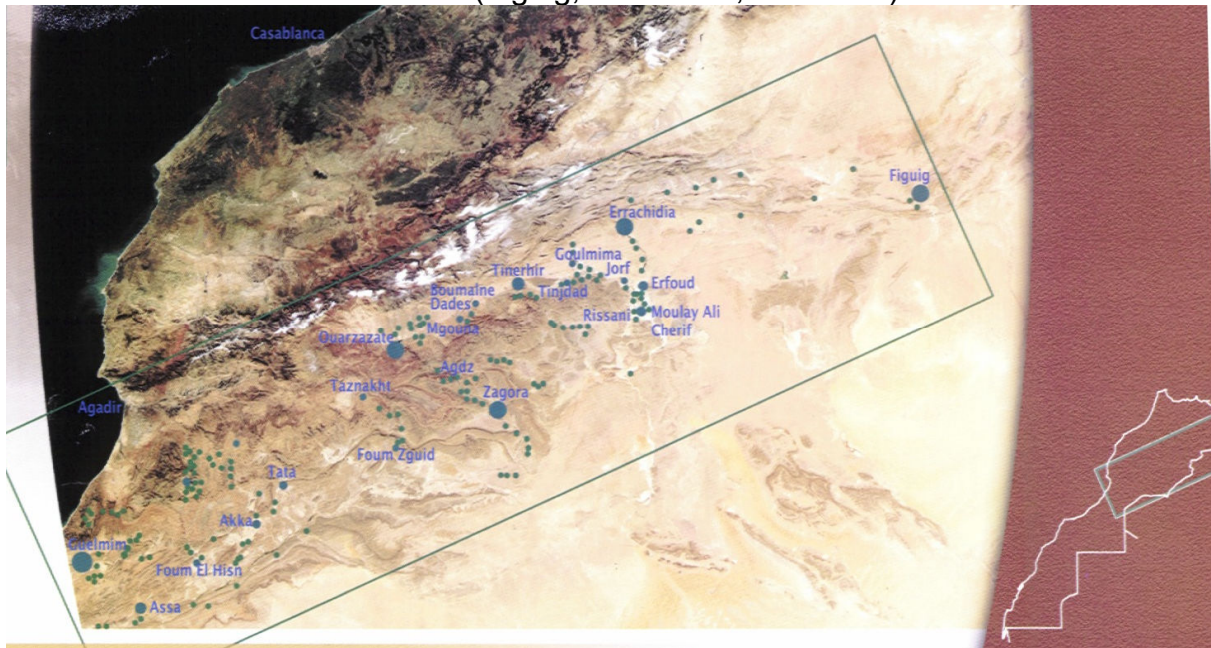 Casablanca
Figuig
Errachidia
Goulmima
Tinerhir
Jorf
Boumalne
Dades
Tinjdad
Erfoud
Rissani
Moulay Ali
Cherif
Mgouna
Ouarzazate
Agdz
Taznakht
Zagora
Agadir
Foum Zguid
Tata
Akka
Guelmim
Foum El Hisn
Assa